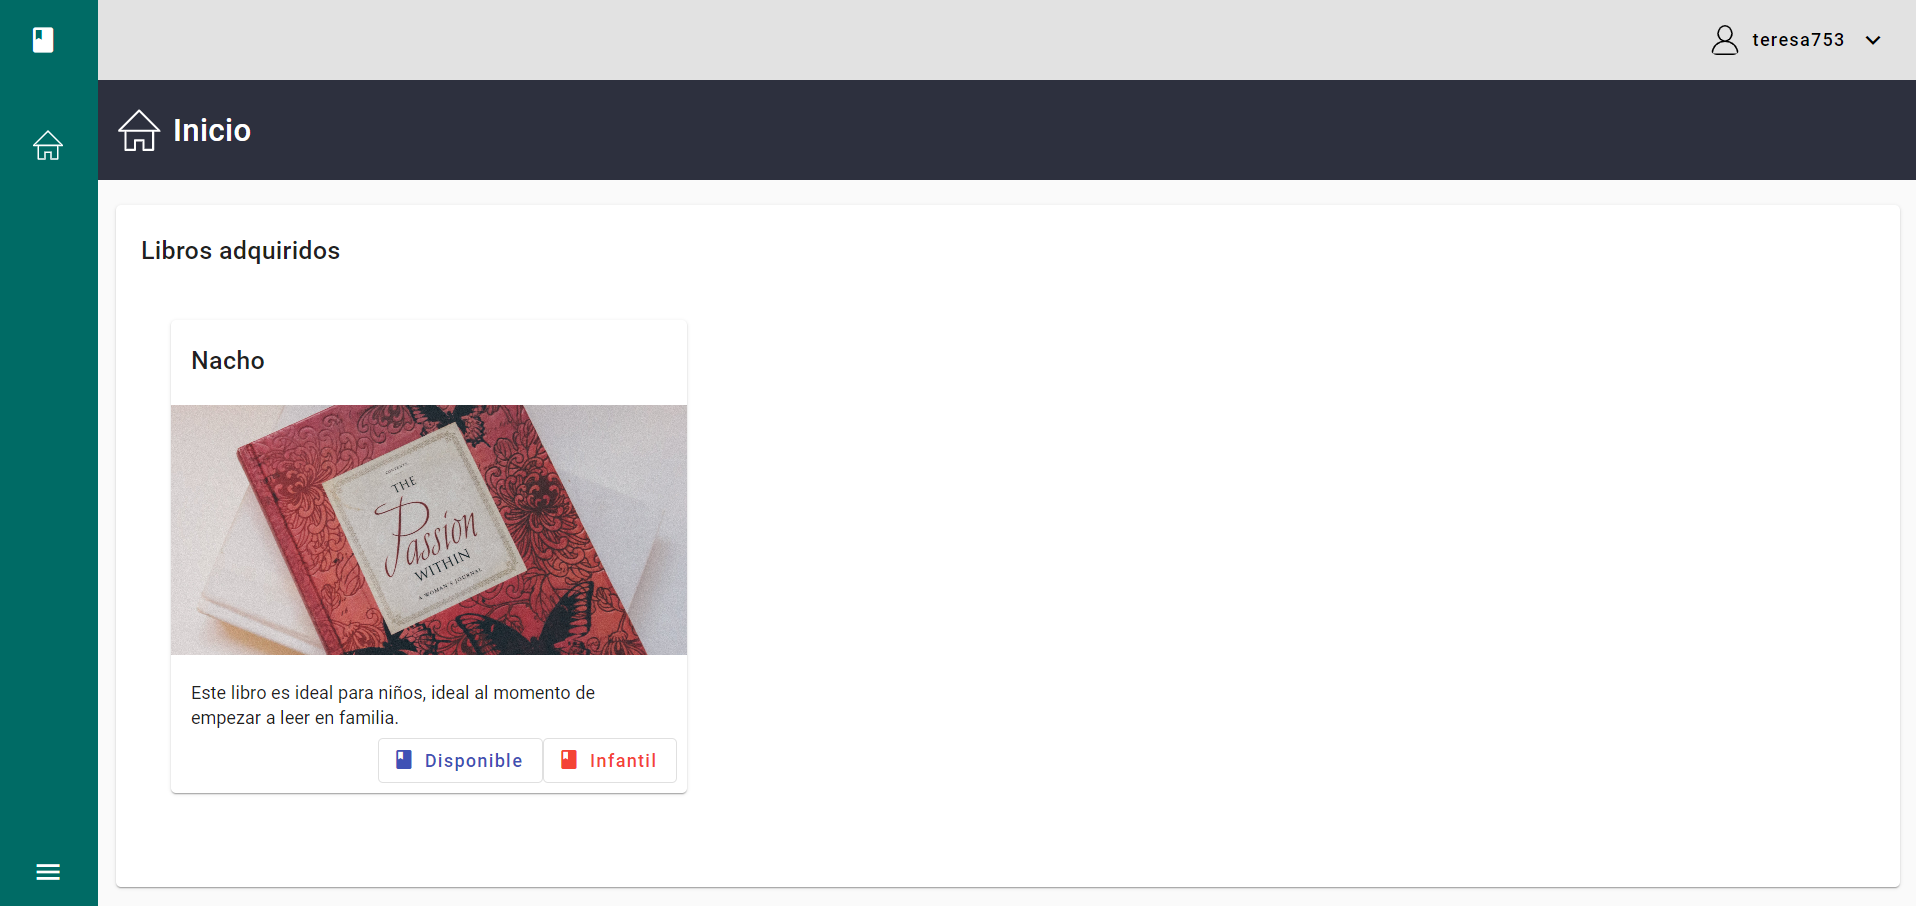 teresa753
Inicio
Libros adquiridos
Nacho
THE
Passion
WITHIN
A WOMAN'S JOURNAL
Este libro es ideal para niños, ideal al momento de
empezar a leer en familia.
Disponible
Infantil